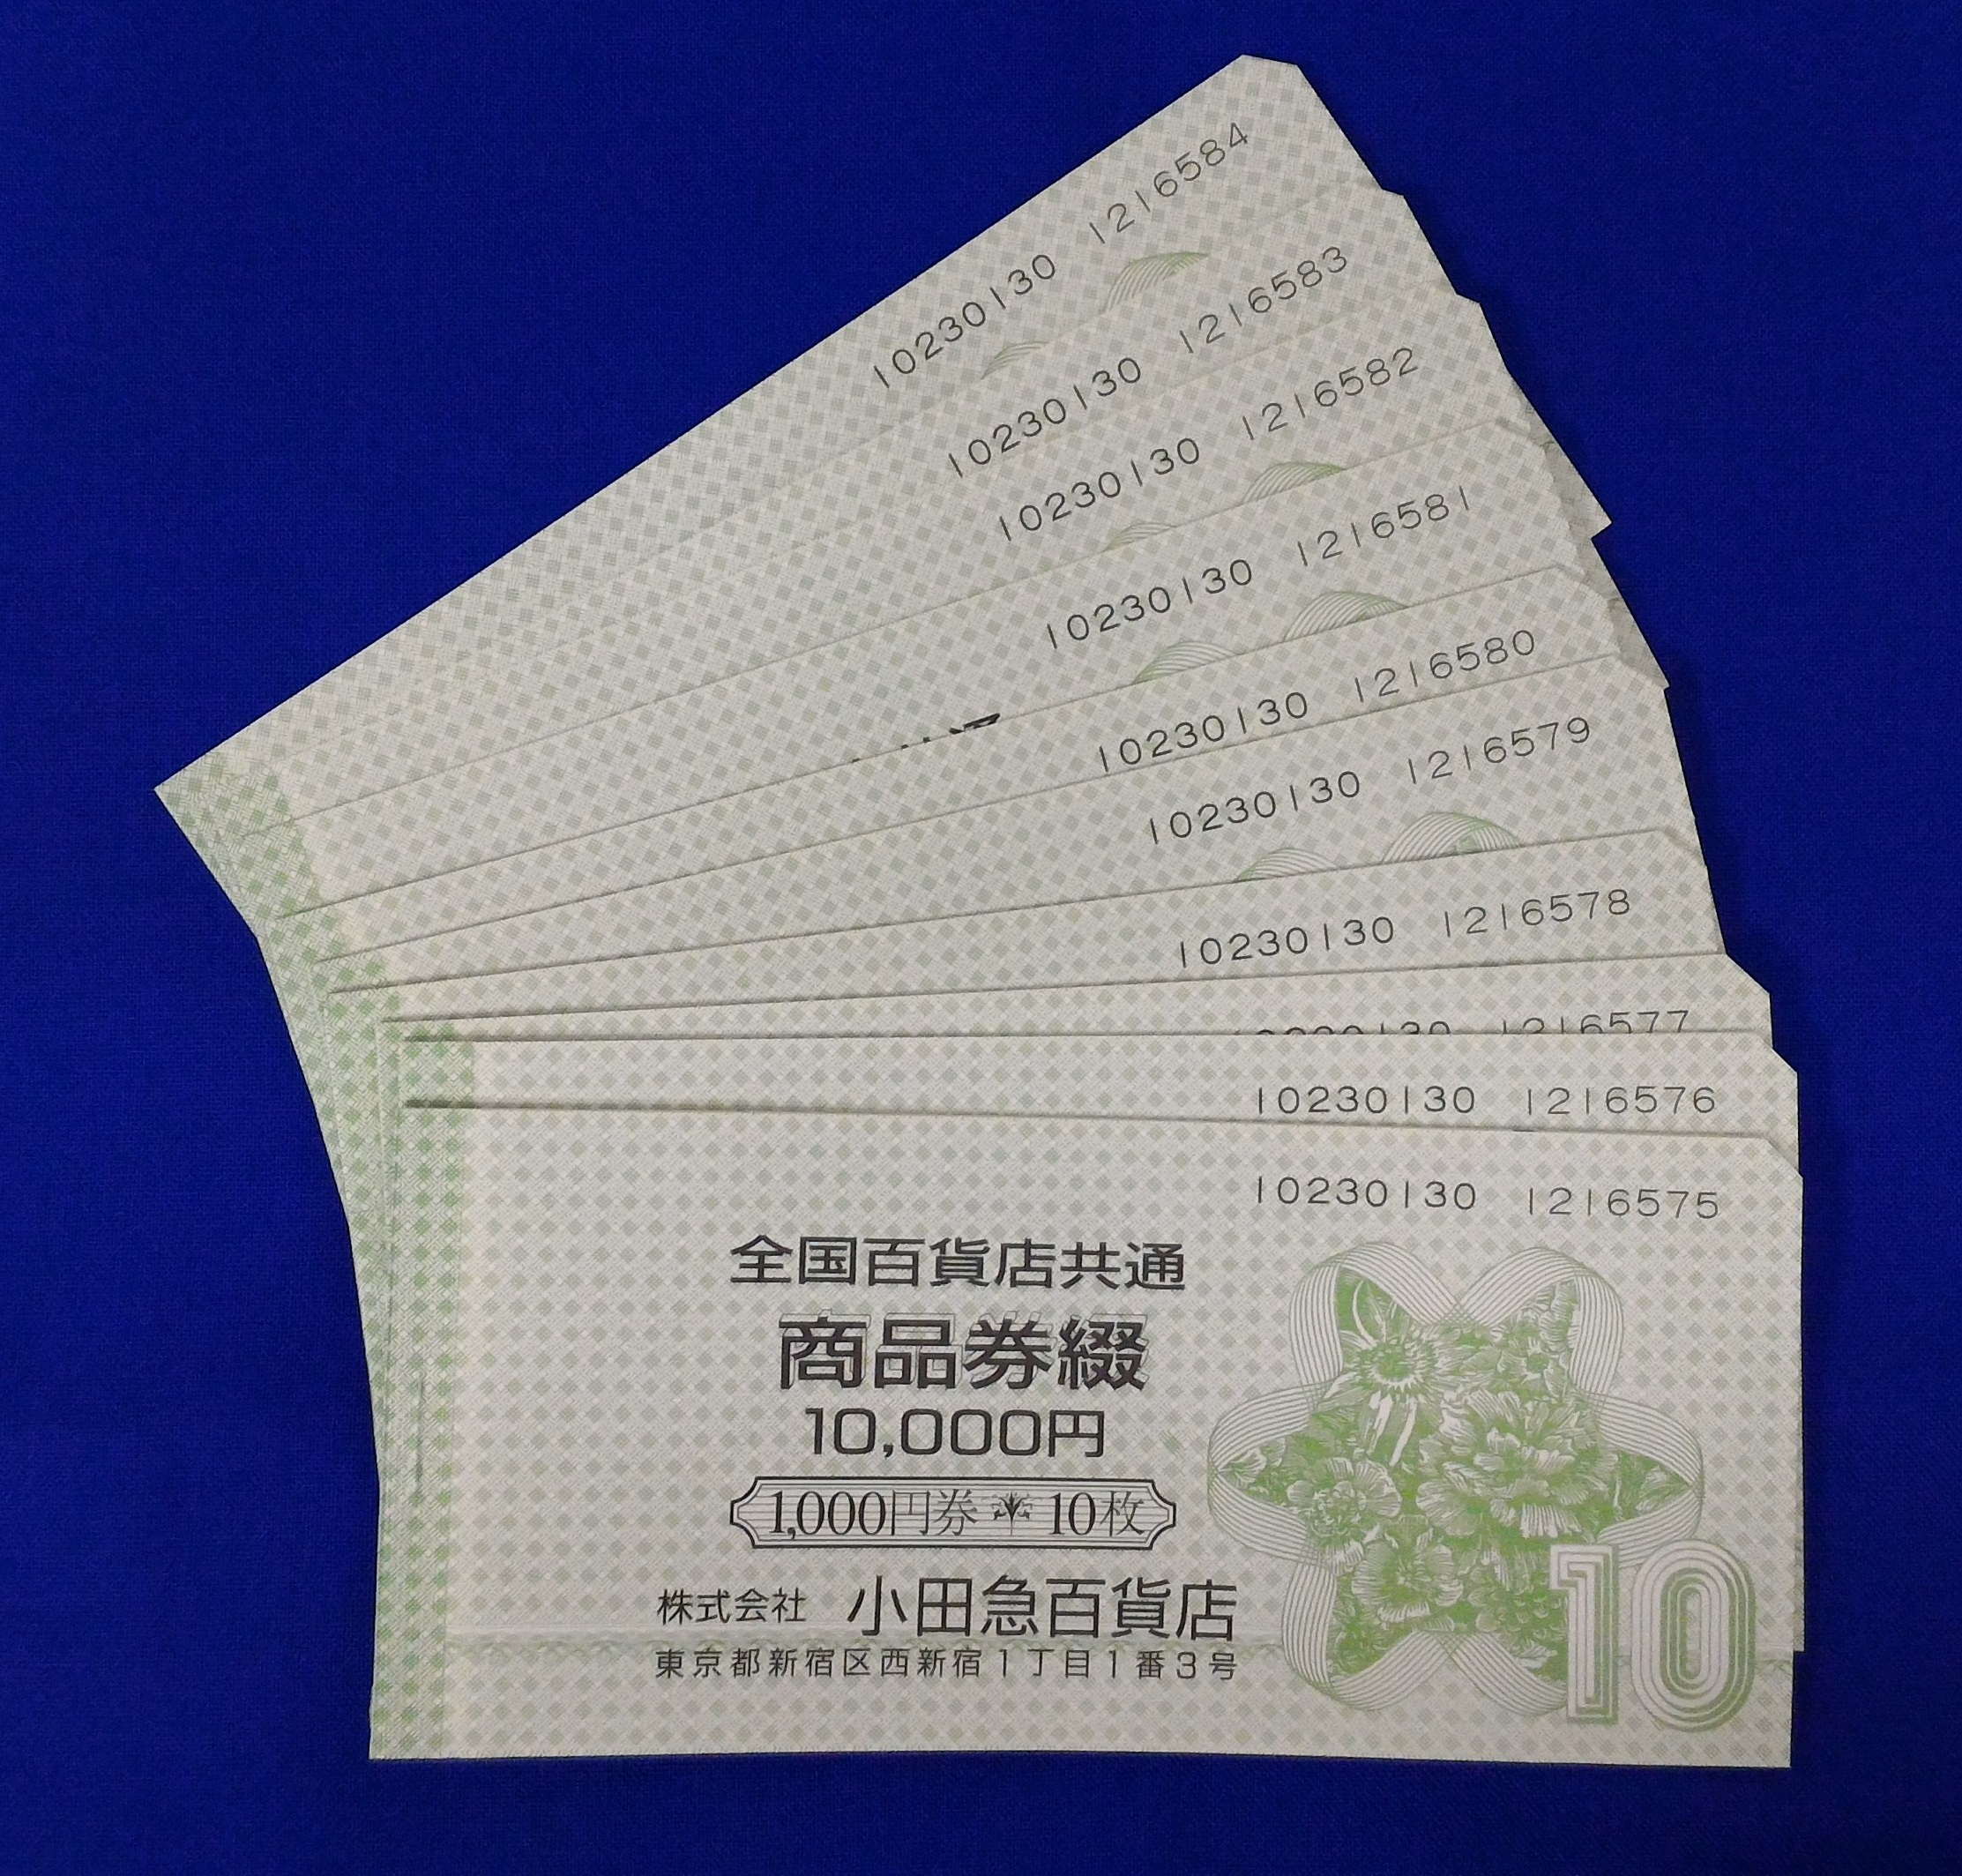 10230130 1216584
10230130 1216583
10230130 1216582
10230130 1216581
10230130 1216580
10230130 1216579
10230130 1216578
10230130 1216577
10230130 1216576
10230130 1216575
全国百貨店共通
商品券綴
10,000円
1,000円券 10枚
株式会社 小田急百貨店
東京都新宿区西新宿1丁目1番3号
10